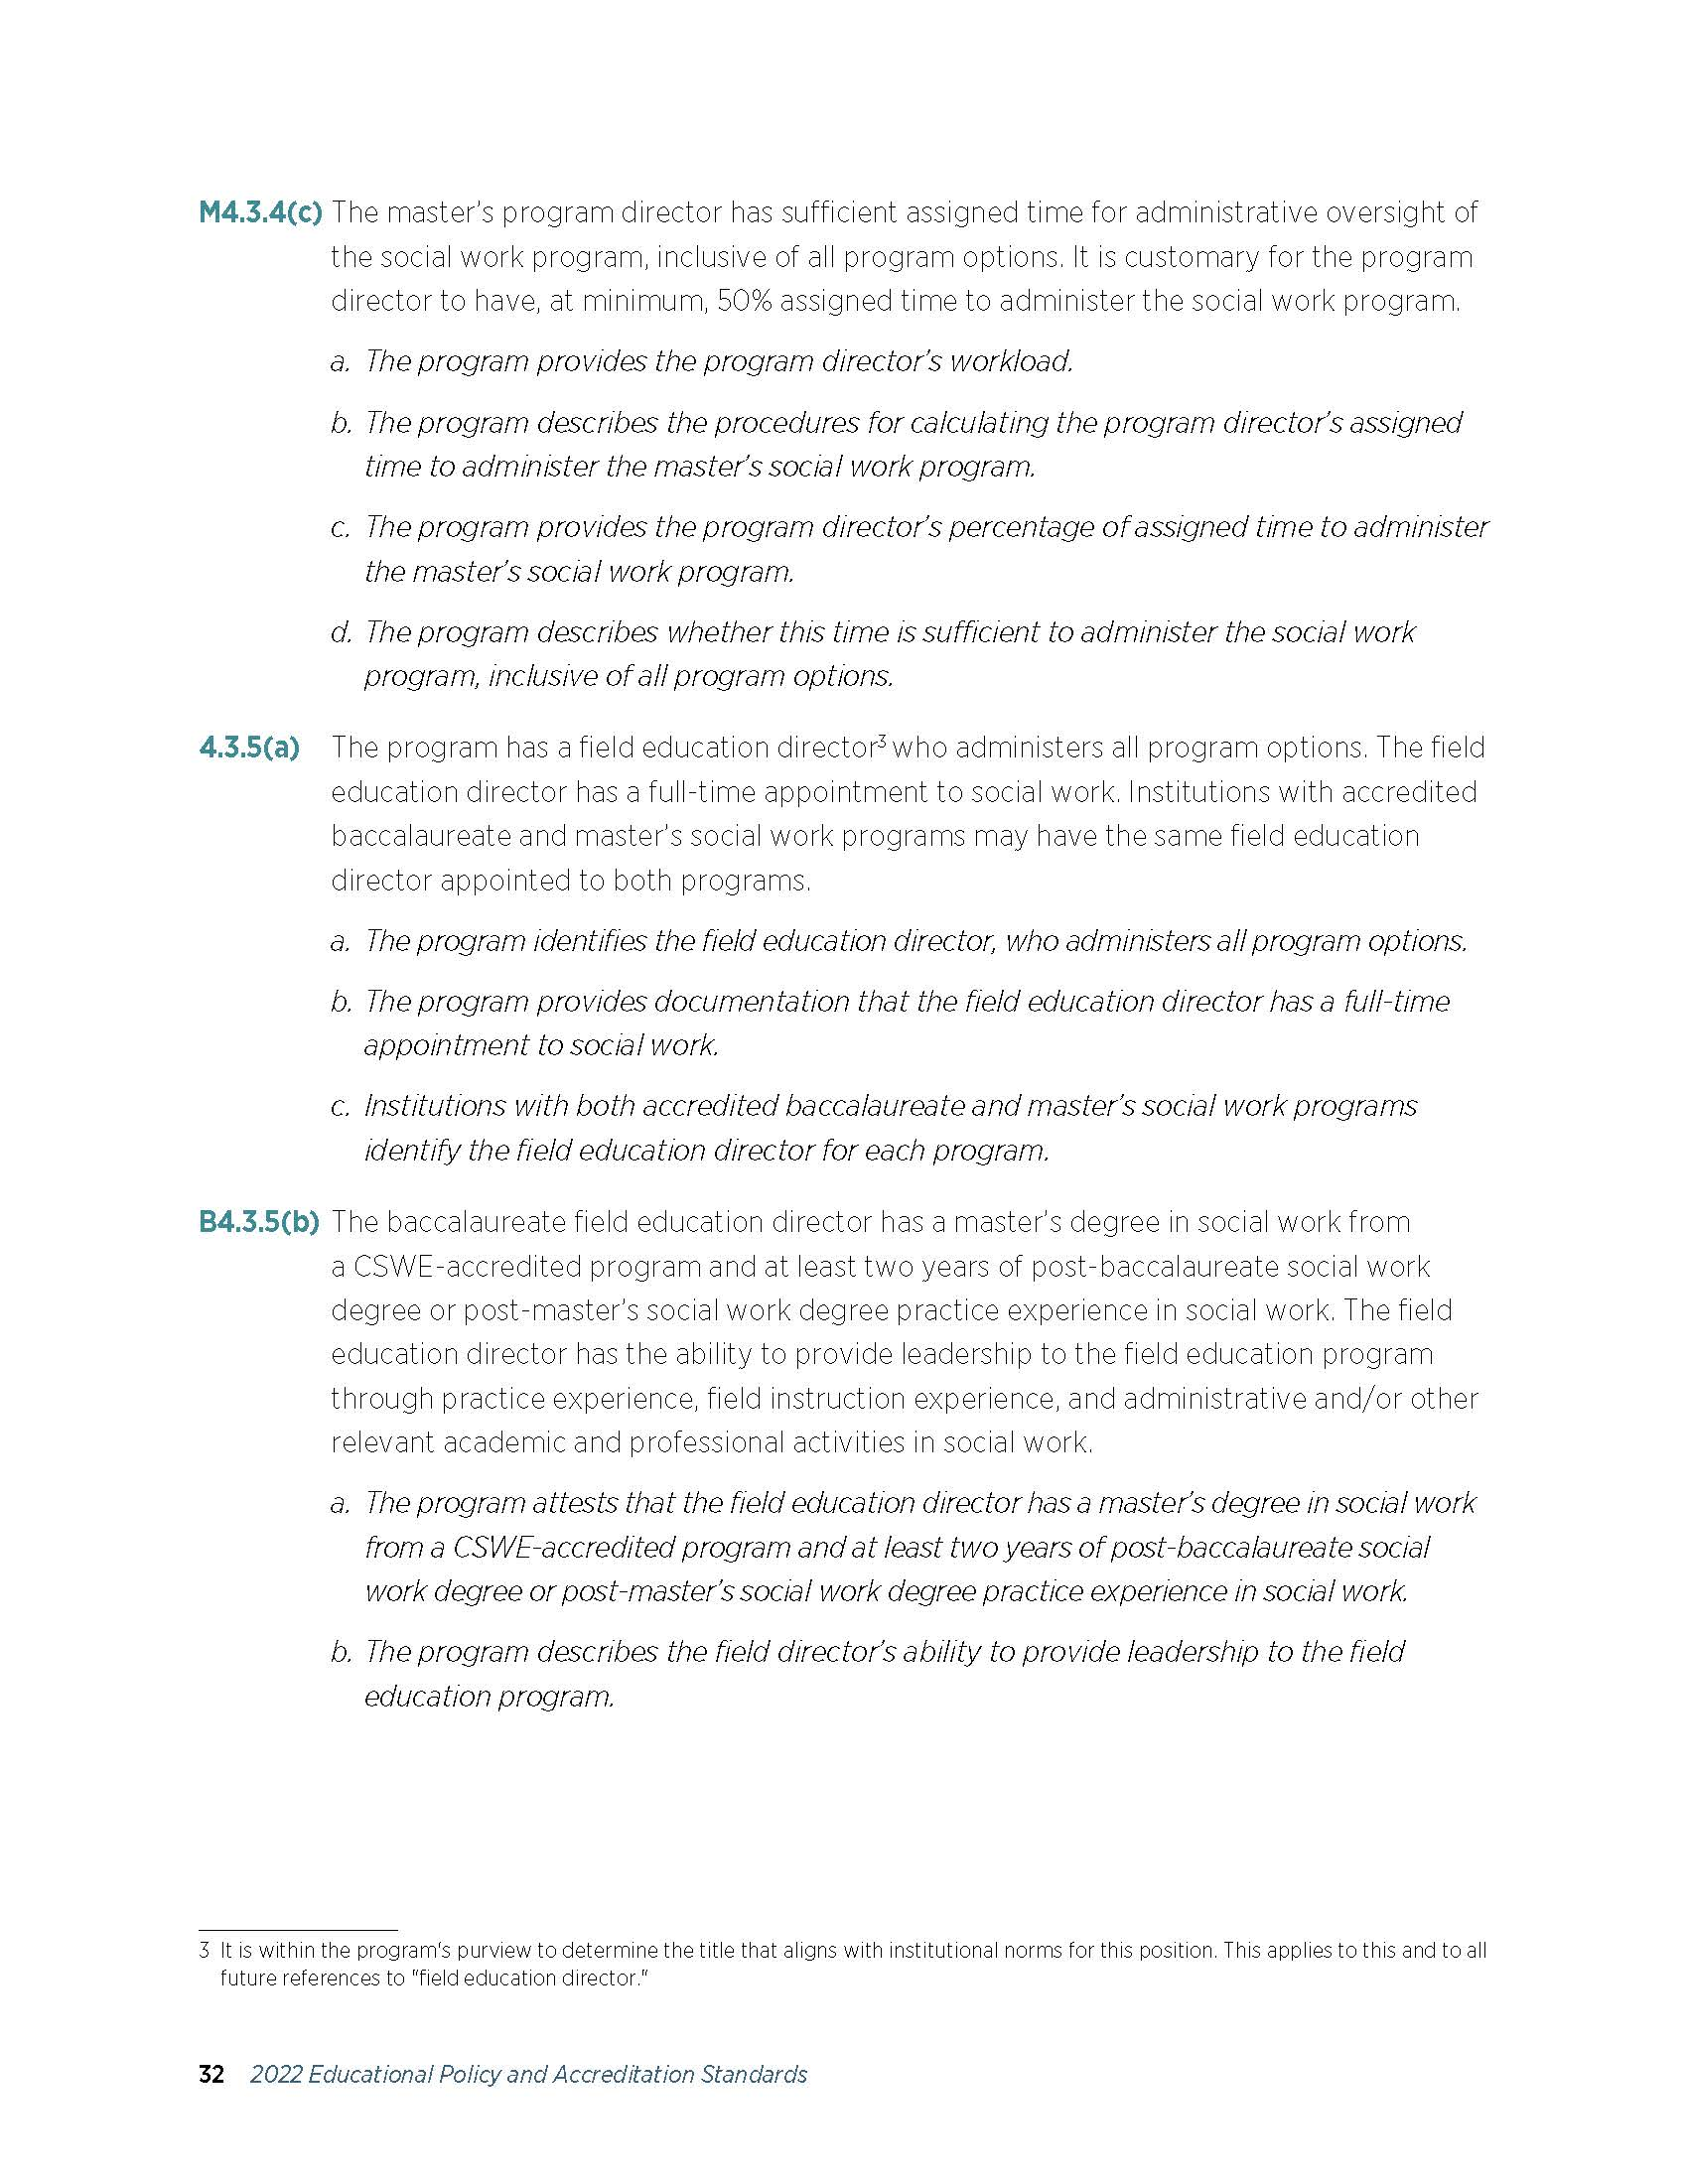 M4.3.4(c) The master's program director has sufficient assigned time for administrative oversight of
the social work program, inclusive of all program options. It is customary for the program
director to have, at minimum, 50% assigned time to administer the social work program.
a. The program provides the program director's workload.
b. The program describes the procedures for calculating the program director's assigned
time to administer the master's social work program.
c. The program provides the program director's percentage of assigned time to administer
the master's social work program.
d. The program describes whether this time is sufficient to administer the social work
program, inclusive of all program options.
4.3.5(a) The program has a field education director3 who administers all program options. The field
education director has a full-time appointment to social work. Institutions with accredited
baccalaureate and master's social work programs may have the same field education
director appointed to both programs.
a. The program identifies the field education director, who administers all program options.
b. The program provides documentation that the field education director has a full-time
appointment to social work.
c. Institutions with both accredited baccalaureate and master's social work programs
identify the field education director for each program.
B4.3.5(b) The baccalaureate field education director has a master's degree in social work from
a CSWE-accredited program and at least two years of post-baccalaureate social work
degree or post-master's social work degree practice experience in social work. The field
education director has the ability to provide leadership to the field education program
through practice experience, field instruction experience, and administrative and/or other
relevant academic and professional activities in social work.
a. The program attests that the field education director has a master's degree in social work
from a CSWE-accredited program and at least two years of post-baccalaureate social
work degree or post-master's social work degree practice experience in social work.
b. The program describes the field director's ability to provide leadership to the field
education program.
3 It is within the program's purview to determine the title that aligns with institutional norms for this position. This applies to this and to all
future references to "field education director."
32 2022 Educational Policy and Accreditation Standards